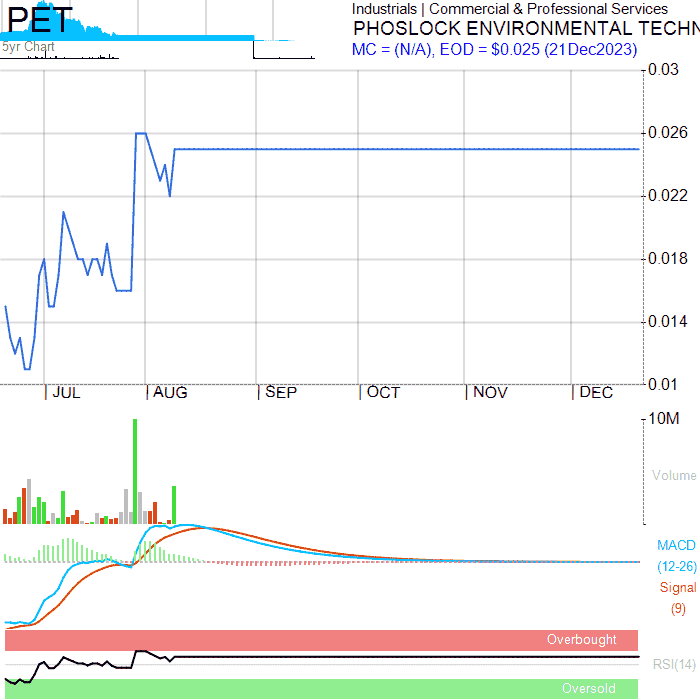 PET
Industrials | Commercial & Professional Services
PHOSLOCK ENVIRONMENTAL TECHN
5yr Chart
MC = (N/A), EOD = $0.025 (21Dec2023)
0.03
0.026
0.022
0.018
0.014
0.01
JUL AUG SEP OCT NOV DEC
10M
Volume
MACD
(12-26)
Signal
(9)
Overbought
RSI(14)
Oversold